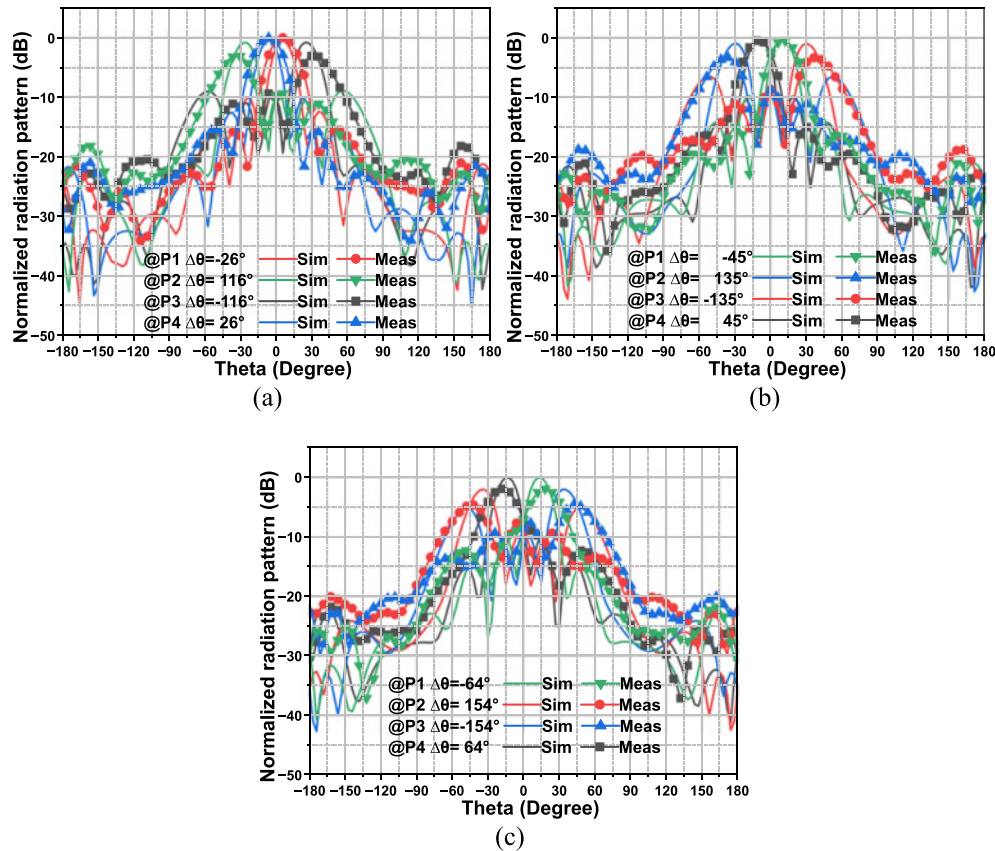 Normalized radiation pattern (dB)
0
−10
−20
−30
−40
−50
@P1 Δθ=-26° Sim Meas
@P2 Δθ= 116° Sim Meas
@P3 Δθ=-116° Sim Meas
@P4 Δθ= 26° Sim Meas
−180 −150 −120 −90 −60 −30 0 30 60 90 120 150 180
Theta (Degree)
(a)
Normalized radiation pattern (dB)
0
−10
−20
−30
−40
−50
@P1 Δθ= -45° Sim Meas
@P2 Δθ= 135° Sim Meas
@P3 Δθ= -135° Sim Meas
@P4 Δθ= 45° Sim Meas
−180 −150 −120 −90 −60 −30 0 30 60 90 120 150 180
Theta (Degree)
(b)
Normalized radiation pattern (dB)
0
−10
−20
−30
−40
−50
@P1 Δθ=-64° Sim Meas
@P2 Δθ= 154° Sim Meas
@P3 Δθ=-154° Sim Meas
@P4 Δθ= 64° Sim Meas
−180 −150 −120 −90 −60 −30 0 30 60 90 120 150 180
Theta (Degree)
(c)